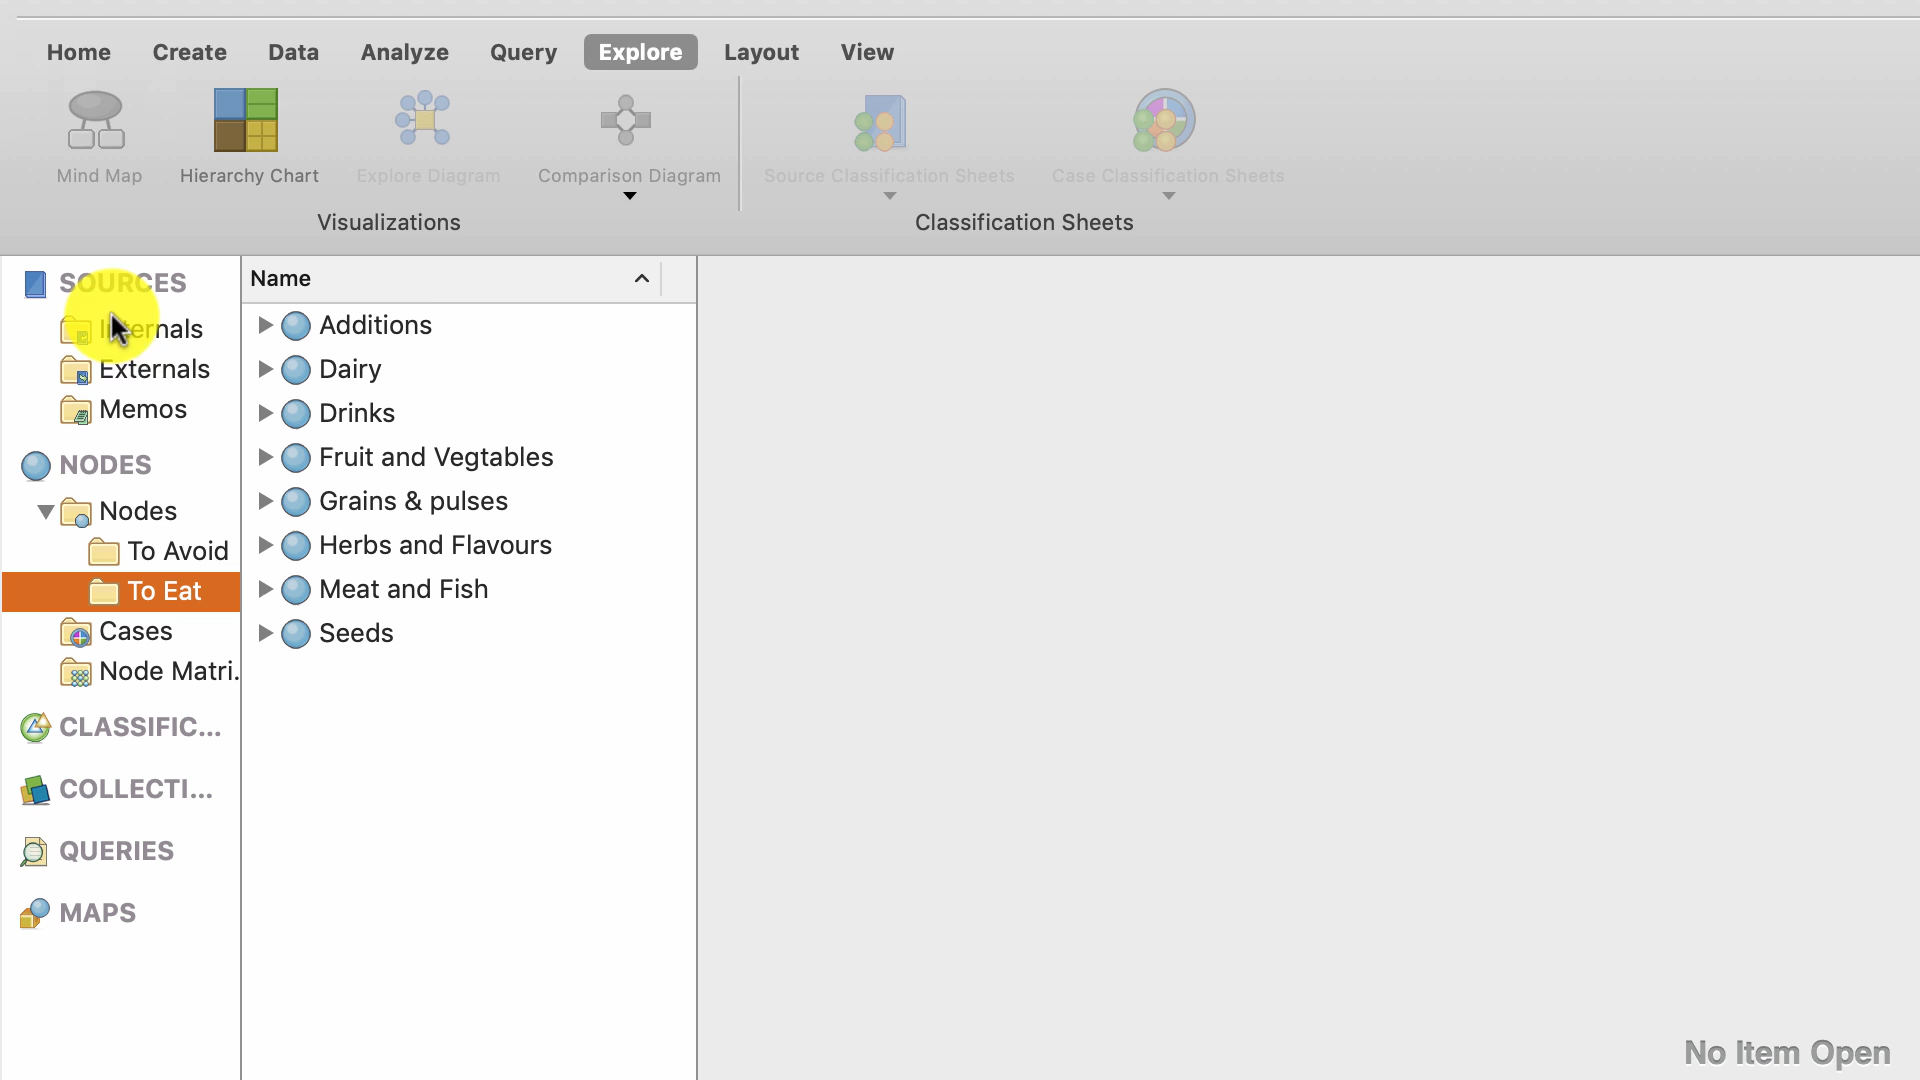 Home Create Data Analyze Query Explore Layout View
Mind Map Hierarchy Chart Explore Diagram Comparison Diagram Source Classification Sheets Case Classification Sheets
Visualizations Classification Sheets
SOURCES
Internals
Externals
Memos
NODES
Nodes
To Avoid
To Eat
Cases
Node Matri.
CLASSIFIC...
COLLECTI...
QUERIES
MAPS
Name
Additions
Dairy
Drinks
Fruit and Vegtables
Grains & pulses
Herbs and Flavours
Meat and Fish
Seeds
No Item Open